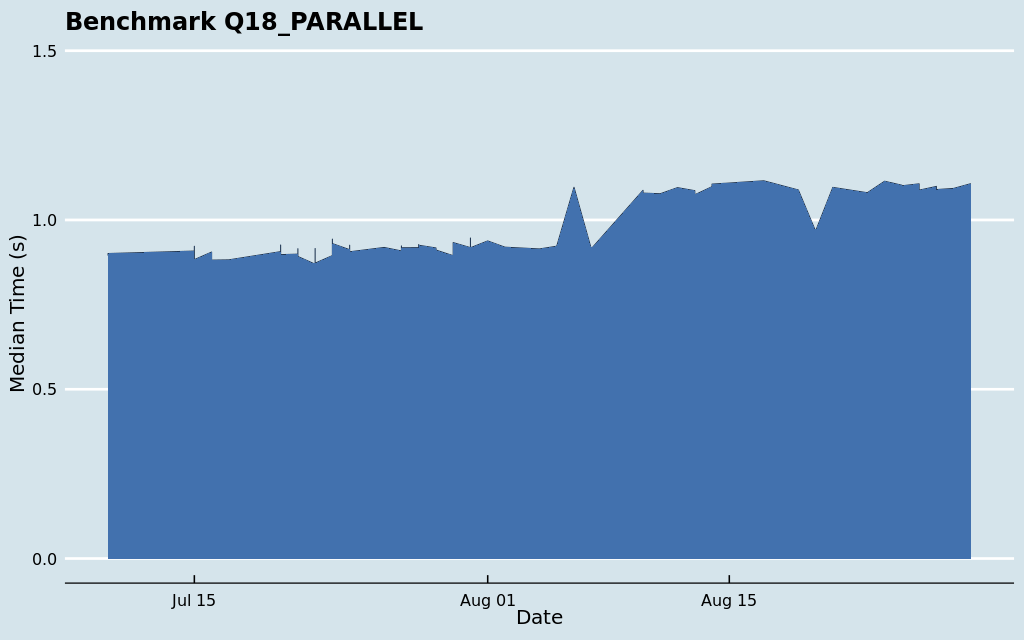 Benchmark Q18_PARALLEL
1.5
1.0
0.5
0.0
Median Time (s)
Jul 15
Aug 01
Aug 15
Date